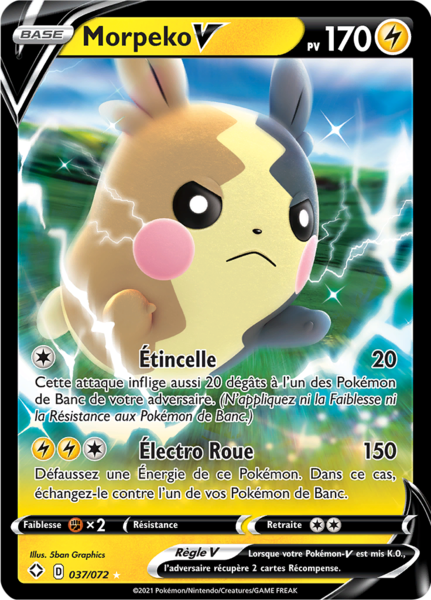 BASE Morpeko V PV 170
Étincelle 20
Cette attaque inflige aussi 20 dégâts à l'un des Pokémon
de Banc de votre adversaire. (N'appliquez ni la Faiblesse ni
la Résistance aux Pokémon de Banc.)
Électro Roue 150
Défaussez une Énergie de ce Pokémon. Dans ce cas,
échangez-le contre l'un de vos Pokémon de Banc.
Faiblesse ×2 Résistance Retraite
Illus. 5ban Graphics
Règle V Lorsque votre Pokémon-V est mis K.O.,
l'adversaire récupère 2 cartes Récompense.
D 037/072
©2021 Pokémon/Nintendo/Creatures/GAME FREAK